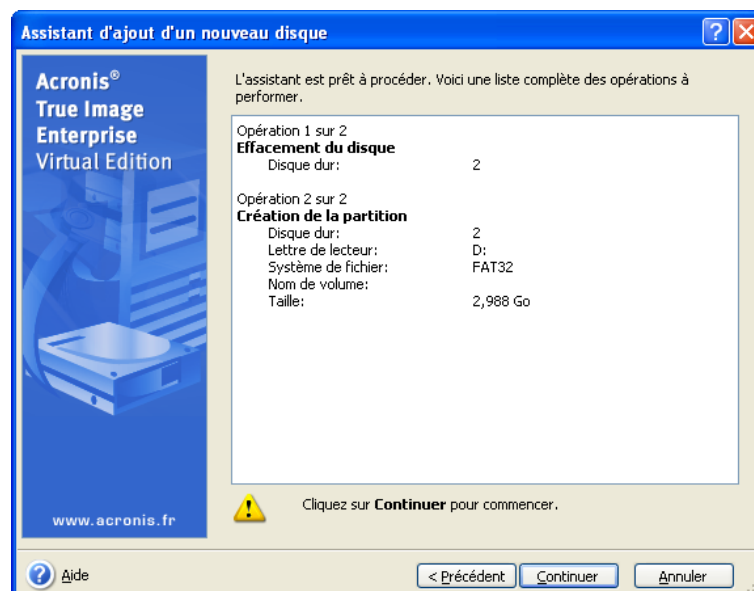 Assistant d'ajout d'un nouveau disque
Acronis®
True Image
Enterprise
Virtual Edition
L'assistant est prêt à procéder. Voici une liste complète des opérations à
performer.
Opération 1 sur 2
Effacement du disque
Disque dur: 2
Opération 2 sur 2
Création de la partition
Disque dur: 2
Lettre de lecteur: D:
Système de fichier: FAT32
Nom de volume:
Taille: 2,988 Go
Cliquez sur Continuer pour commencer.
www.acronis.fr
Aide
< Précédent
Continuer
Annuler